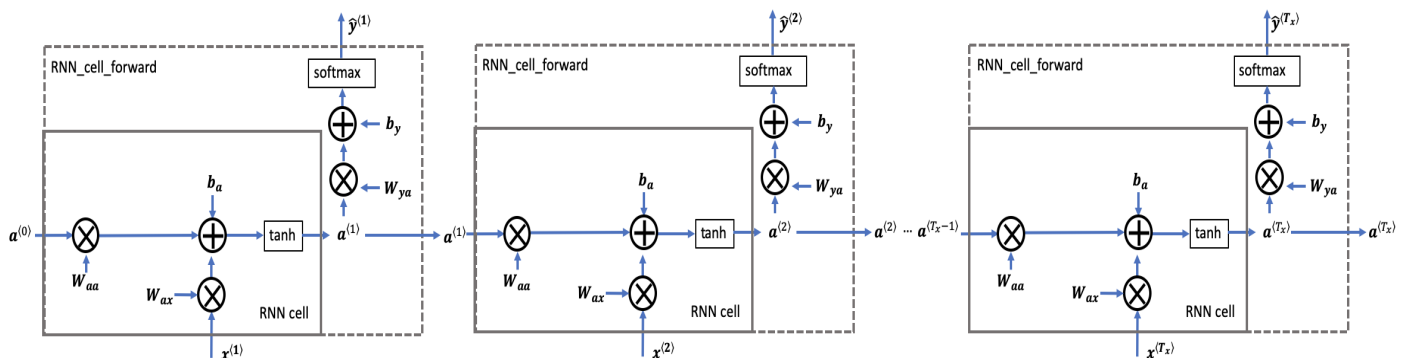 ŷ⟨1⟩
RNN_cell_forward
softmax
b_y
W_ya
b_a
a⟨0⟩
tanh
a⟨1⟩
W_aa
W_ax
RNN cell
x⟨1⟩
ŷ⟨2⟩
RNN_cell_forward
softmax
b_y
W_ya
b_a
a⟨1⟩
tanh
a⟨2⟩
W_aa
W_ax
RNN cell
x⟨2⟩
a⟨2⟩ ... a⟨T_x−1⟩
ŷ⟨T_x⟩
RNN_cell_forward
softmax
b_y
W_ya
b_a
tanh
a⟨T_x⟩
a⟨T_x⟩
W_aa
W_ax
RNN cell
x⟨T_x⟩